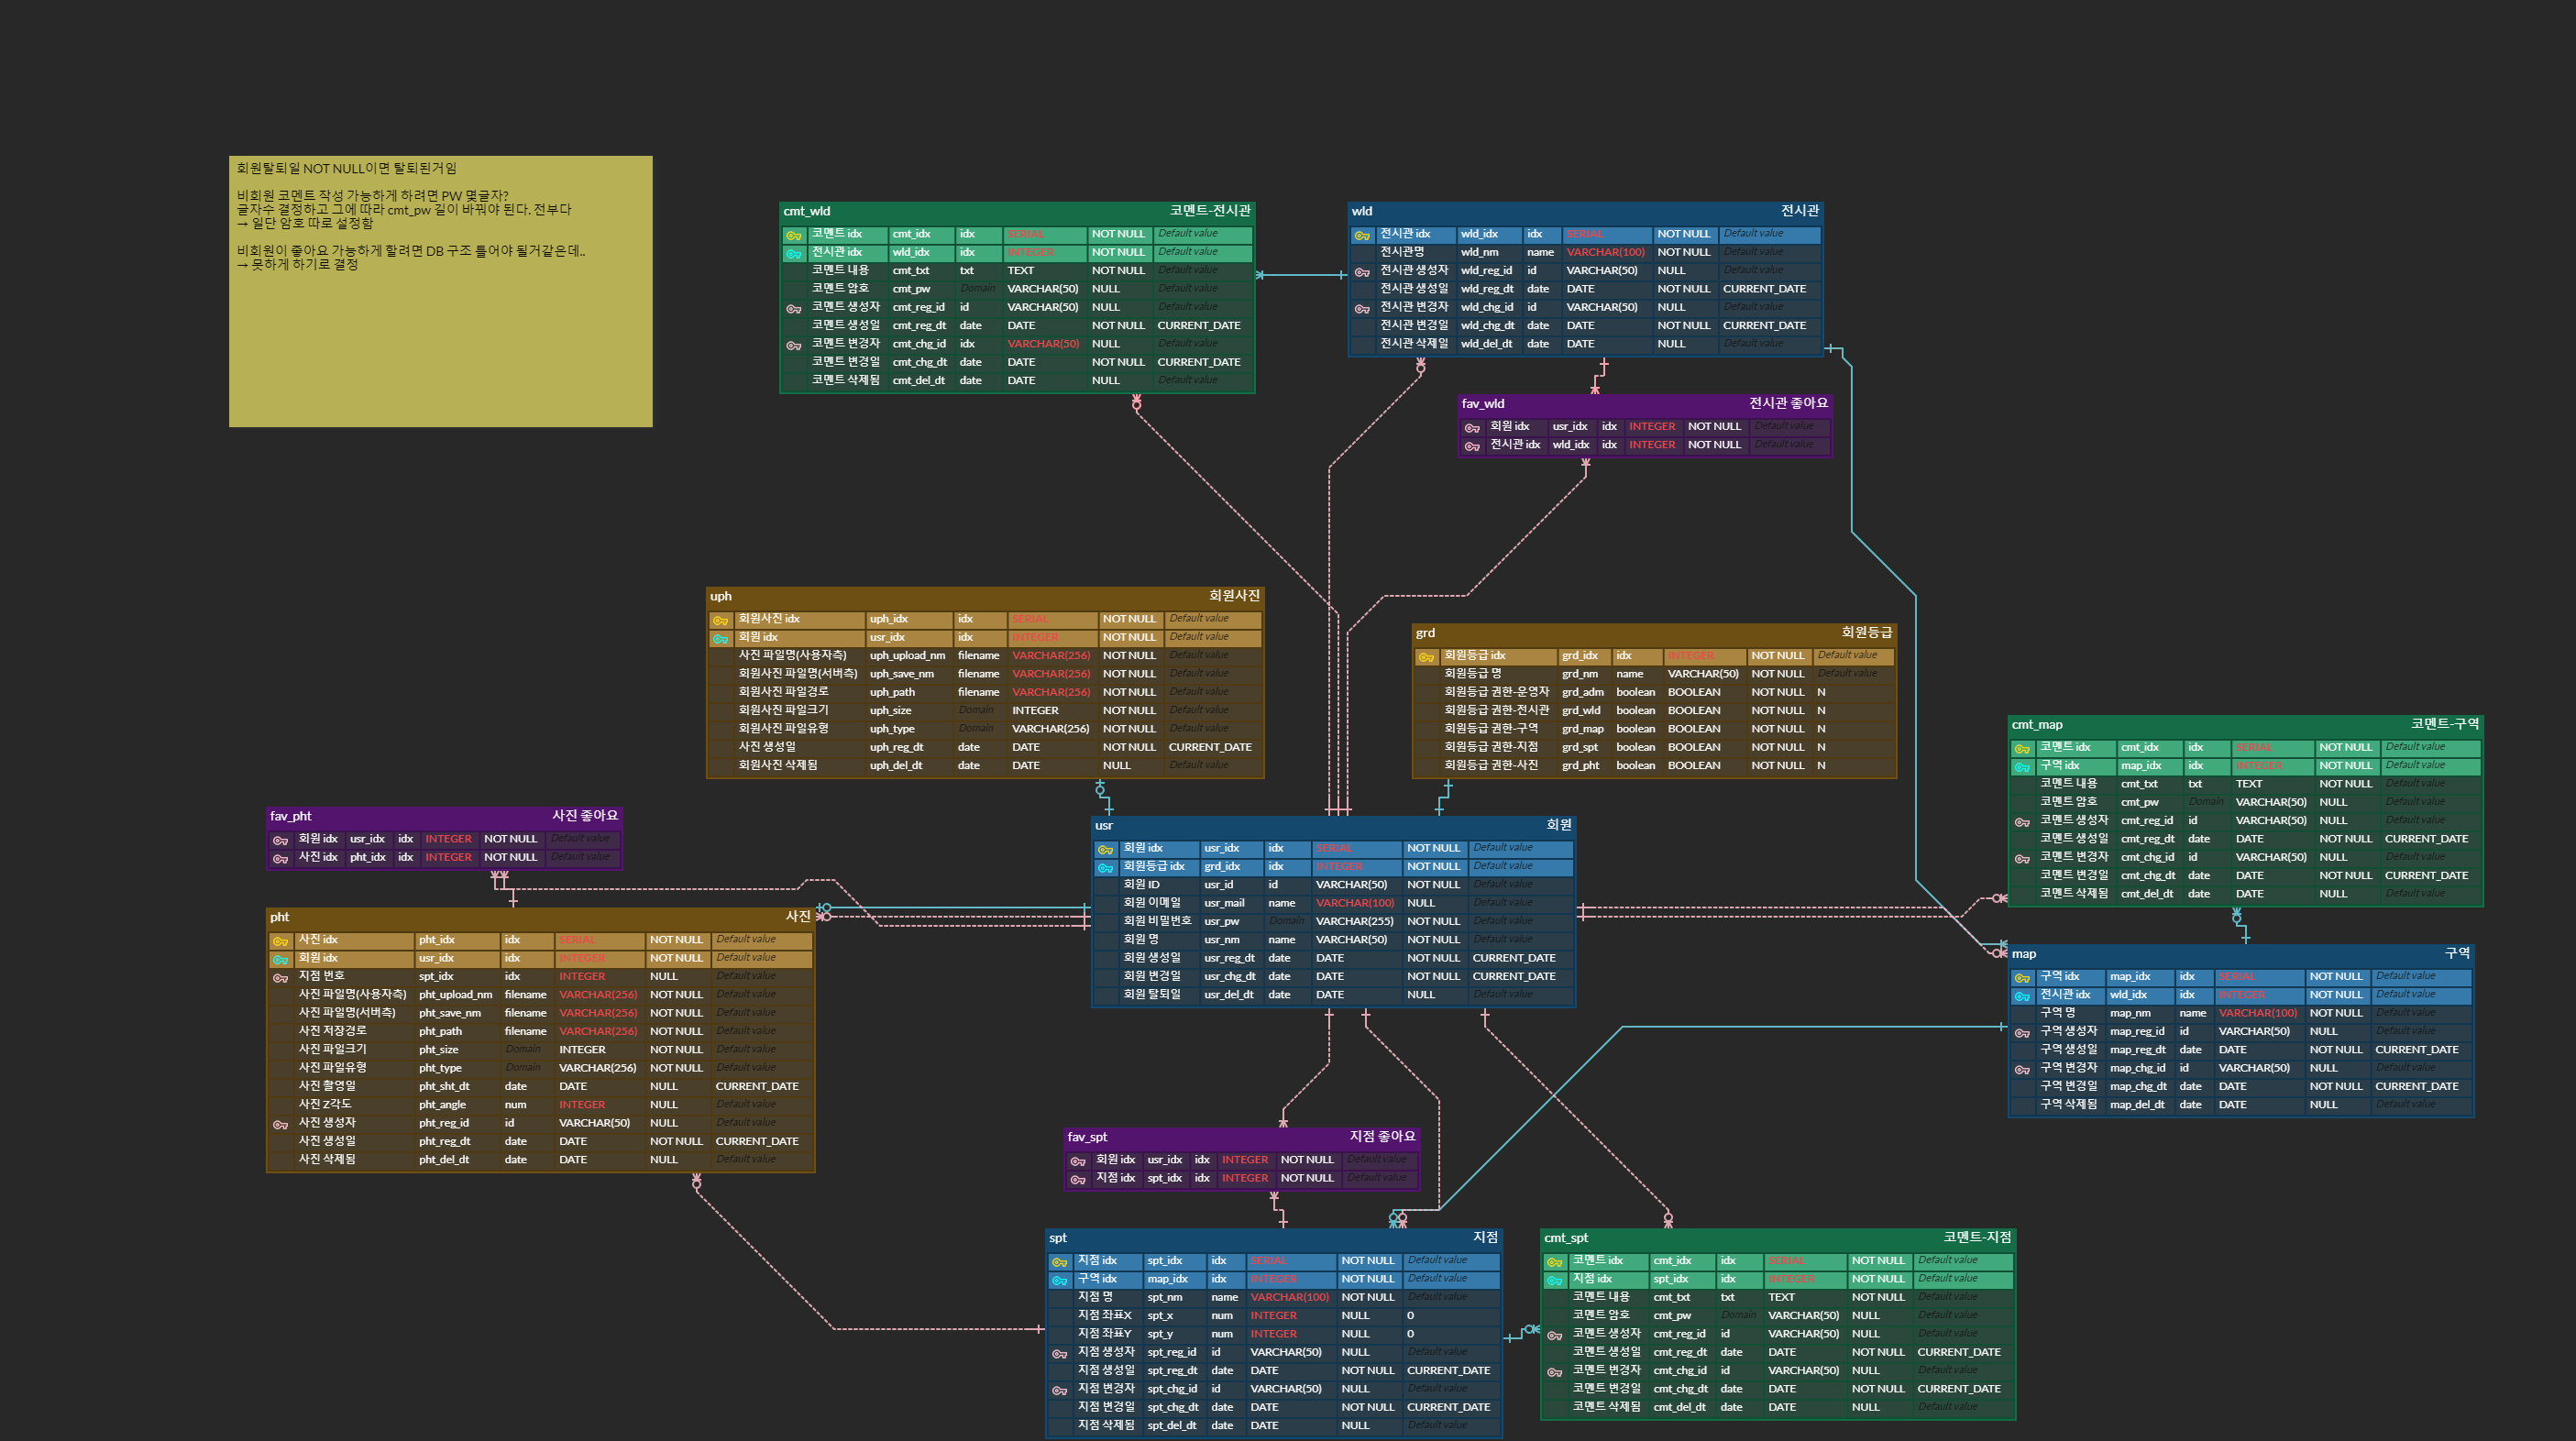 회원탈퇴일 NOT NULL이면 탈퇴된거임
비회원 코멘트 작성 가능하게 하려면 PW 몇글자?
글자수 결정하고 그에 따라 cmt_pw 길이 바꿔야 된다. 전부다
→ 일단 암호 따로 설정함
비회원이 좋아요 가능하게 할려면 DB 구조 틀어야 될거같은데..
→ 못하게 하기로 결정
cmt_wld 코멘트-전시관
코멘트 idx cmt_idx idx SERIAL NOT NULL Default value
전시관 idx wld_idx idx INTEGER NOT NULL Default value
코멘트 내용 cmt_txt txt TEXT NOT NULL Default value
코멘트 암호 cmt_pw Domain VARCHAR(50) NULL Default value
코멘트 생성자 cmt_reg_id id VARCHAR(50) NULL Default value
코멘트 생성일 cmt_reg_dt date DATE NOT NULL CURRENT_DATE
코멘트 변경자 cmt_chg_id idx VARCHAR(50) NULL Default value
코멘트 변경일 cmt_chg_dt date DATE NOT NULL CURRENT_DATE
코멘트 삭제됨 cmt_del_dt date DATE NULL Default value
wld 전시관
전시관 idx wld_idx idx SERIAL NOT NULL Default value
전시관명 wld_nm name VARCHAR(100) NOT NULL Default value
전시관 생성자 wld_reg_id id VARCHAR(50) NULL Default value
전시관 생성일 wld_reg_dt date DATE NOT NULL CURRENT_DATE
전시관 변경자 wld_chg_id id VARCHAR(50) NULL Default value
전시관 변경일 wld_chg_dt date DATE NOT NULL CURRENT_DATE
전시관 삭제일 wld_del_dt date DATE NULL Default value
fav_wld 전시관 좋아요
회원 idx usr_idx idx INTEGER NOT NULL Default value
전시관 idx wld_idx idx INTEGER NOT NULL Default value
uph 회원사진
회원사진 idx uph_idx idx SERIAL NOT NULL Default value
회원 idx usr_idx idx INTEGER NOT NULL Default value
사진 파일명(사용자측) uph_upload_nm filename VARCHAR(256) NOT NULL Default value
회원사진 파일명(서버측) uph_save_nm filename VARCHAR(256) NOT NULL Default value
회원사진 파일경로 uph_path filename VARCHAR(256) NOT NULL Default value
회원사진 파일크기 uph_size Domain INTEGER NOT NULL Default value
회원사진 파일유형 uph_type Domain VARCHAR(256) NOT NULL Default value
사진 생성일 uph_reg_dt date DATE NOT NULL CURRENT_DATE
회원사진 삭제됨 uph_del_dt date DATE NULL Default value
grd 회원등급
회원등급 idx grd_idx idx INTEGER NOT NULL Default value
회원등급 명 grd_nm name VARCHAR(50) NOT NULL Default value
회원등급 권한-운영자 grd_adm boolean BOOLEAN NOT NULL N
회원등급 권한-전시관 grd_wld boolean BOOLEAN NOT NULL N
회원등급 권한-구역 grd_map boolean BOOLEAN NOT NULL N
회원등급 권한-지점 grd_spt boolean BOOLEAN NOT NULL N
회원등급 권한-사진 grd_pht boolean BOOLEAN NOT NULL N
cmt_map 코멘트-구역
코멘트 idx cmt_idx idx SERIAL NOT NULL Default value
구역 idx map_idx idx INTEGER NOT NULL Default value
코멘트 내용 cmt_txt txt TEXT NOT NULL Default value
코멘트 암호 cmt_pw Domain VARCHAR(50) NULL Default value
코멘트 생성자 cmt_reg_id id VARCHAR(50) NULL Default value
코멘트 생성일 cmt_reg_dt date DATE NOT NULL CURRENT_DATE
코멘트 변경자 cmt_chg_id id VARCHAR(50) NULL Default value
코멘트 변경일 cmt_chg_dt date DATE NOT NULL CURRENT_DATE
코멘트 삭제됨 cmt_del_dt date DATE NULL Default value
fav_pht 사진 좋아요
회원 idx usr_idx idx INTEGER NOT NULL Default value
사진 idx pht_idx idx INTEGER NOT NULL Default value
usr 회원
회원 idx usr_idx idx SERIAL NOT NULL Default value
회원등급 idx grd_idx idx INTEGER NOT NULL Default value
회원 ID usr_id id VARCHAR(50) NOT NULL Default value
회원 이메일 usr_mail name VARCHAR(100) NULL Default value
회원 비밀번호 usr_pw Domain VARCHAR(255) NOT NULL Default value
회원 명 usr_nm name VARCHAR(50) NOT NULL Default value
회원 생성일 usr_reg_dt date DATE NOT NULL CURRENT_DATE
회원 변경일 usr_chg_dt date DATE NOT NULL CURRENT_DATE
회원 탈퇴일 usr_del_dt date DATE NULL Default value
pht 사진
사진 idx pht_idx idx SERIAL NOT NULL Default value
회원 idx usr_idx idx INTEGER NOT NULL Default value
지점 번호 spt_idx idx INTEGER NULL Default value
사진 파일명(사용자측) pht_upload_nm filename VARCHAR(256) NOT NULL Default value
사진 파일명(서버측) pht_save_nm filename VARCHAR(256) NOT NULL Default value
사진 저장경로 pht_path filename VARCHAR(256) NOT NULL Default value
사진 파일크기 pht_size Domain INTEGER NOT NULL Default value
사진 파일유형 pht_type Domain VARCHAR(256) NOT NULL Default value
사진 촬영일 pht_sht_dt date DATE NULL CURRENT_DATE
사진 Z각도 pht_angle num INTEGER NULL Default value
사진 생성자 pht_reg_id id VARCHAR(50) NULL Default value
사진 생성일 pht_reg_dt date DATE NOT NULL CURRENT_DATE
사진 삭제됨 pht_del_dt date DATE NULL Default value
map 구역
구역 idx map_idx idx SERIAL NOT NULL Default value
전시관 idx wld_idx idx INTEGER NOT NULL Default value
구역 명 map_nm name VARCHAR(100) NOT NULL Default value
구역 생성자 map_reg_id id VARCHAR(50) NULL Default value
구역 생성일 map_reg_dt date DATE NOT NULL CURRENT_DATE
구역 변경자 map_chg_id id VARCHAR(50) NULL Default value
구역 변경일 map_chg_dt date DATE NOT NULL CURRENT_DATE
구역 삭제됨 map_del_dt date DATE NULL Default value
fav_spt 지점 좋아요
회원 idx usr_idx idx INTEGER NOT NULL Default value
지점 idx spt_idx idx INTEGER NOT NULL Default value
spt 지점
지점 idx spt_idx idx SERIAL NOT NULL Default value
구역 idx map_idx idx INTEGER NOT NULL Default value
지점 명 spt_nm name VARCHAR(100) NOT NULL Default value
지점 좌표X spt_x num INTEGER NULL 0
지점 좌표Y spt_y num INTEGER NULL 0
지점 생성자 spt_reg_id id VARCHAR(50) NULL Default value
지점 생성일 spt_reg_dt date DATE NOT NULL CURRENT_DATE
지점 변경자 spt_chg_id id VARCHAR(50) NULL Default value
지점 변경일 spt_chg_dt date DATE NOT NULL CURRENT_DATE
지점 삭제됨 spt_del_dt date DATE NULL Default value
cmt_spt 코멘트-지점
코멘트 idx cmt_idx idx SERIAL NOT NULL Default value
지점 idx spt_idx idx INTEGER NOT NULL Default value
코멘트 내용 cmt_txt txt TEXT NOT NULL Default value
코멘트 암호 cmt_pw Domain VARCHAR(50) NULL Default value
코멘트 생성자 cmt_reg_id id VARCHAR(50) NULL Default value
코멘트 생성일 cmt_reg_dt date DATE NOT NULL CURRENT_DATE
코멘트 변경자 cmt_chg_id id VARCHAR(50) NULL Default value
코멘트 변경일 cmt_chg_dt date DATE NOT NULL CURRENT_DATE
코멘트 삭제됨 cmt_del_dt date DATE NULL Default value